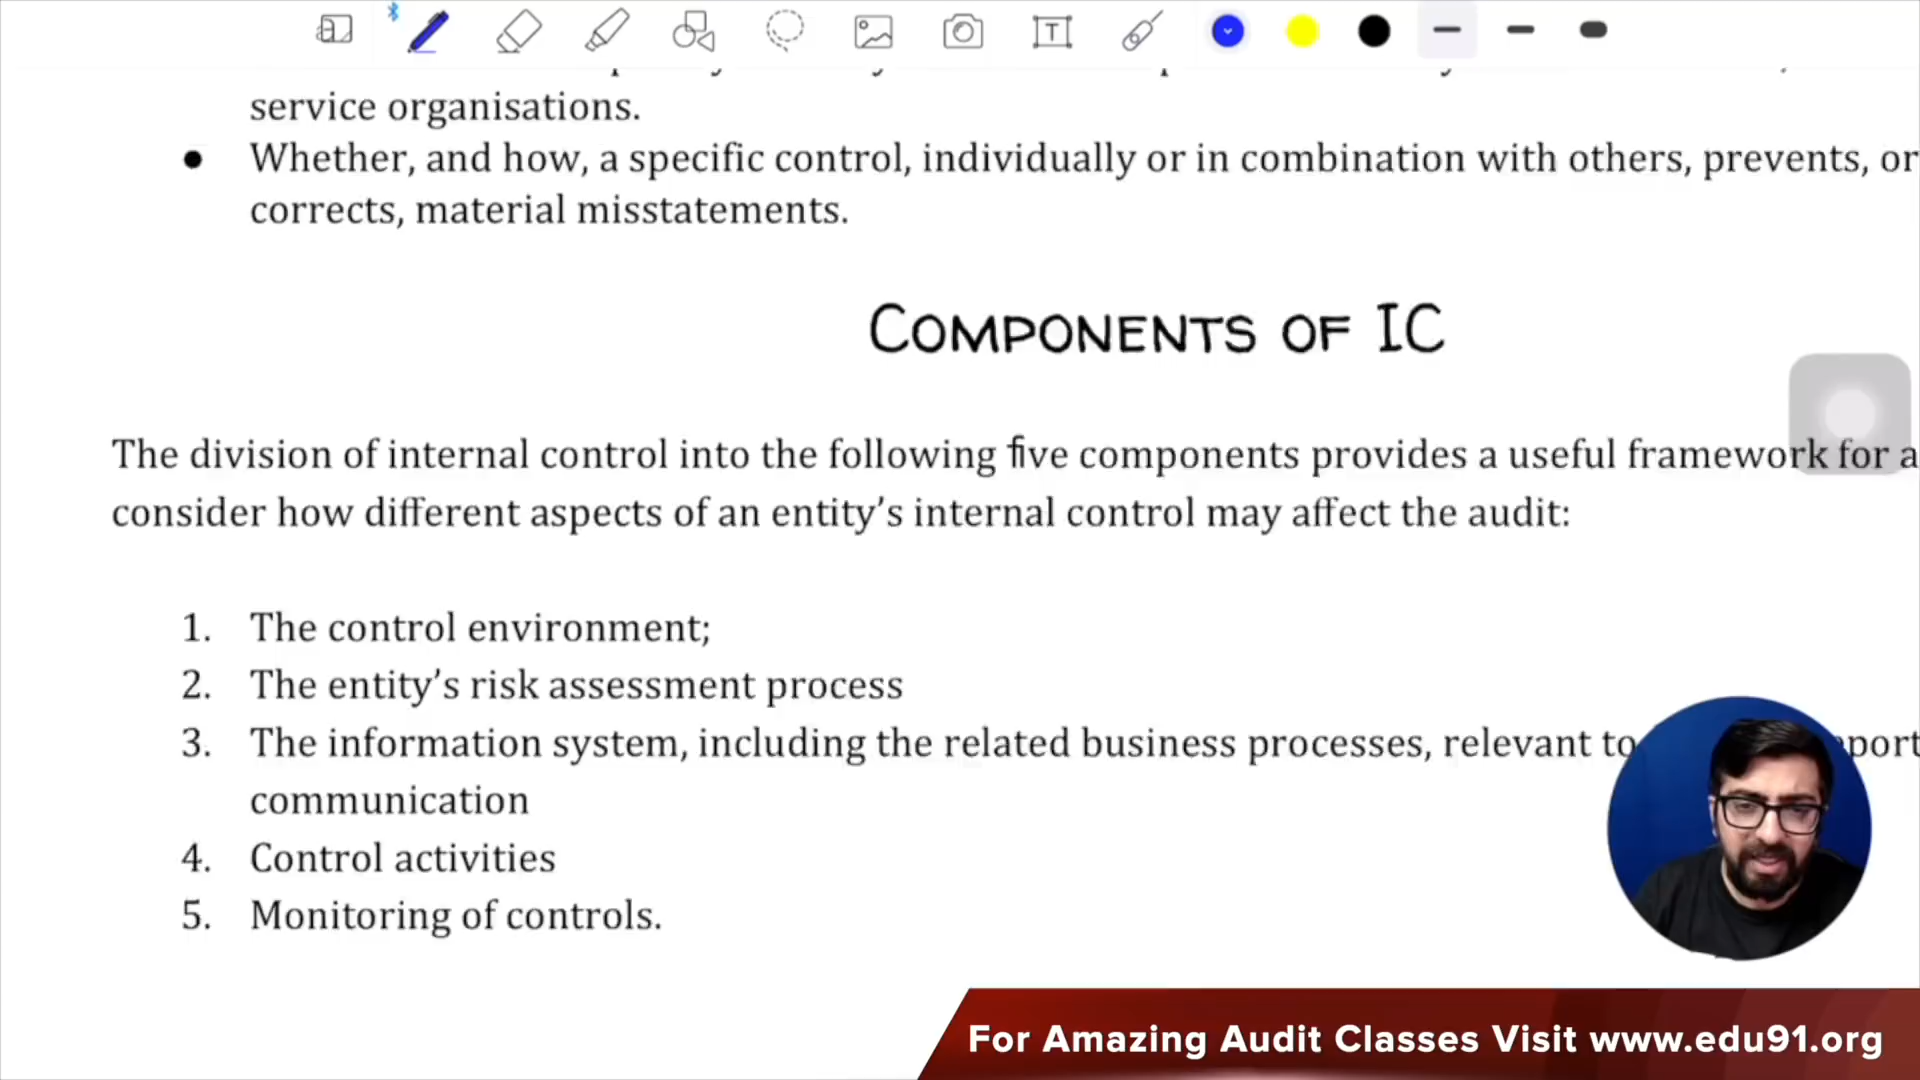 service organisations.
● Whether, and how, a specific control, individually or in combination with others, prevents, or
corrects, material misstatements.
COMPONENTS OF IC
The division of internal control into the following five components provides a useful framework for a
consider how different aspects of an entity’s internal control may affect the audit:
1. The control environment;
2. The entity’s risk assessment process
3. The information system, including the related business processes, relevant to
communication
4. Control activities
5. Monitoring of controls.
For Amazing Audit Classes Visit www.edu91.org